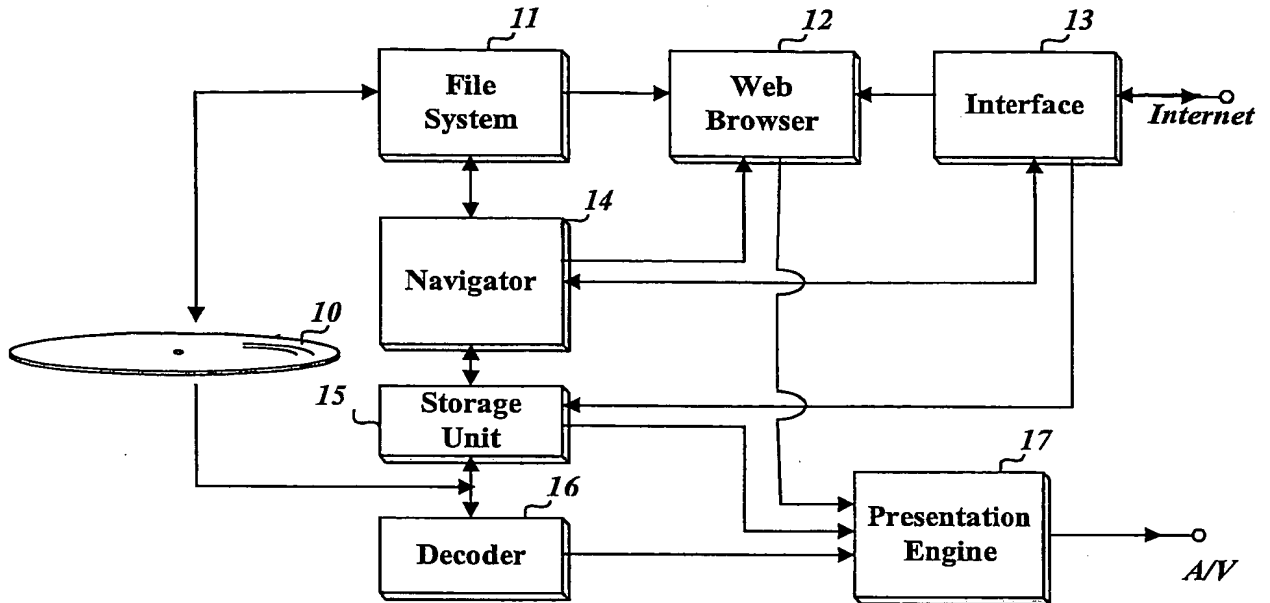 11
12
13
File
System
Web
Browser
Interface
Internet
14
Navigator
10
15
Storage
Unit
17
16
Decoder
Presentation
Engine
A/V